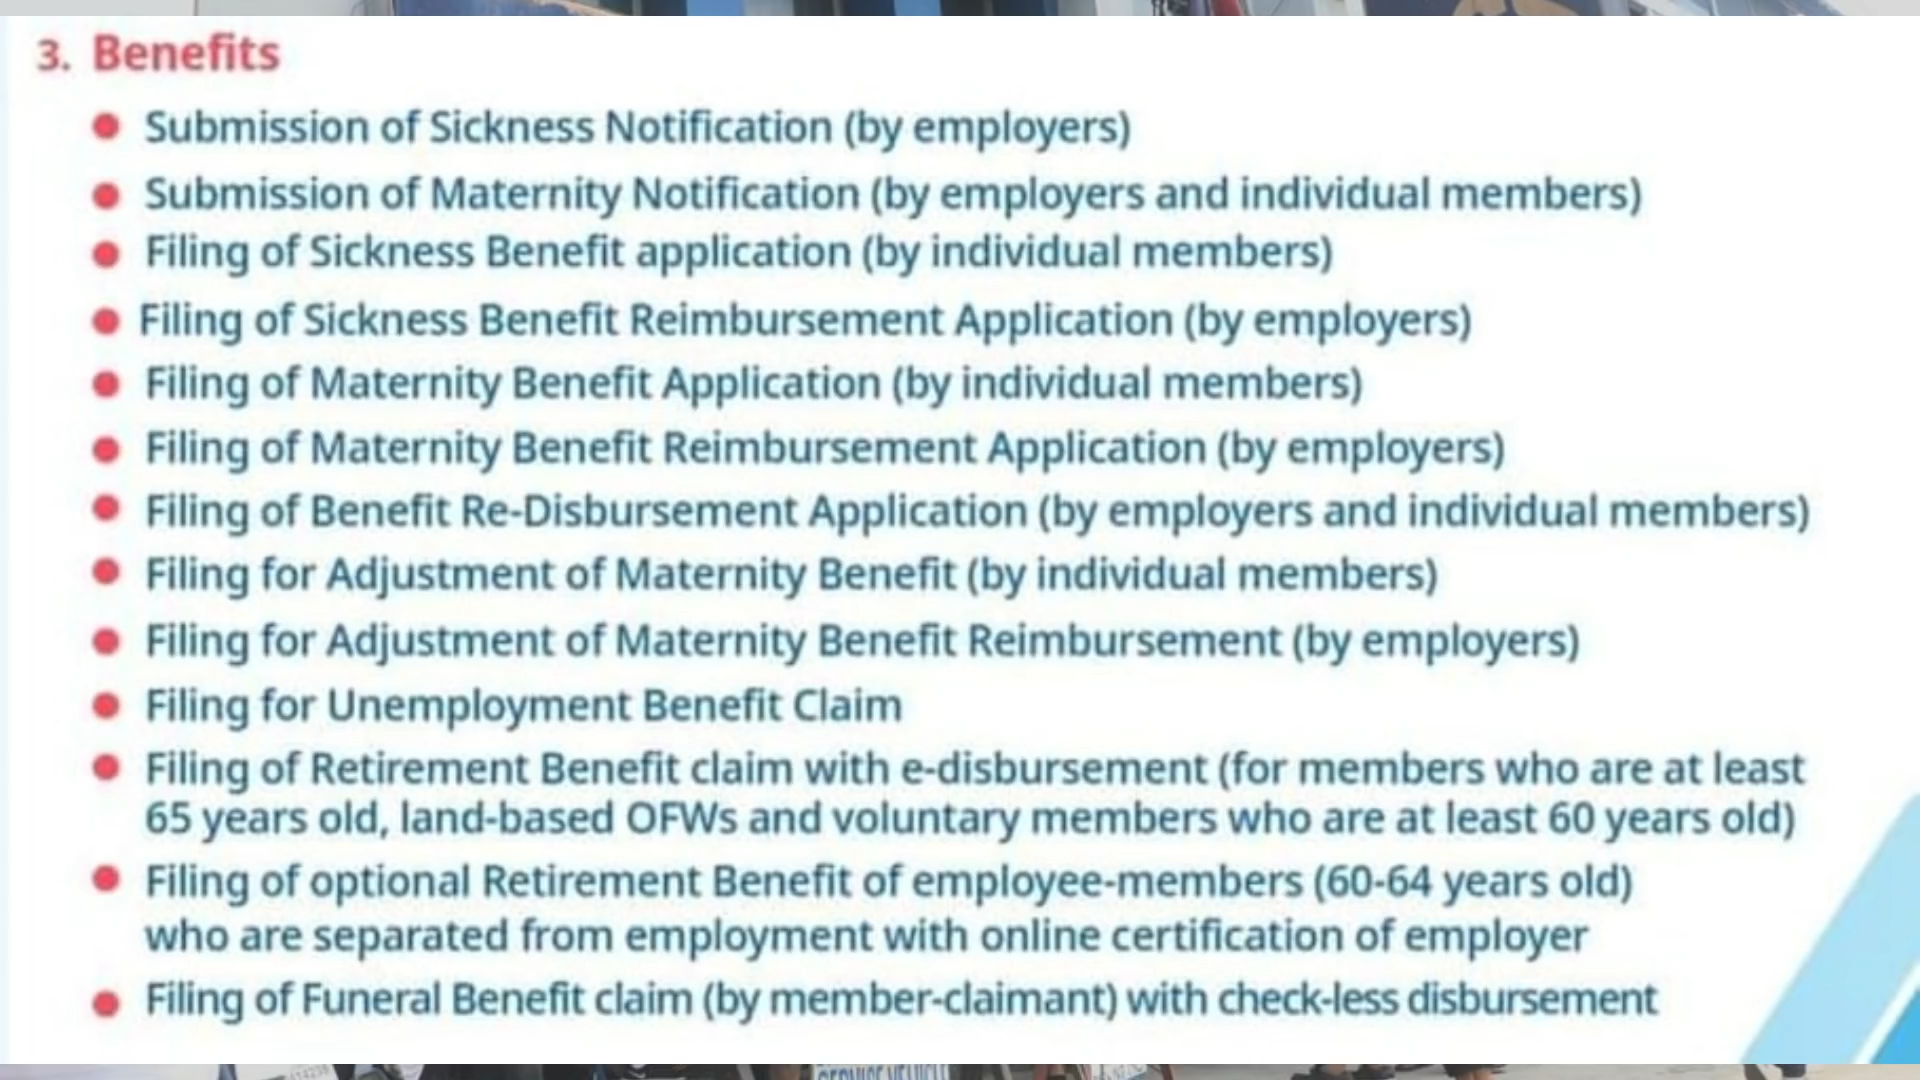 3. Benefits
Submission of Sickness Notification (by employers)
Submission of Maternity Notification (by employers and individual members)
Filing of Sickness Benefit application (by individual members)
Filing of Sickness Benefit Reimbursement Application (by employers)
Filing of Maternity Benefit Application (by individual members)
Filing of Maternity Benefit Reimbursement Application (by employers)
Filing of Benefit Re-Disbursement Application (by employers and individual members)
Filing for Adjustment of Maternity Benefit (by individual members)
Filing for Adjustment of Maternity Benefit Reimbursement (by employers)
Filing for Unemployment Benefit Claim
Filing of Retirement Benefit claim with e-disbursement (for members who are at least
65 years old, land-based OFWs and voluntary members who are at least 60 years old)
Filing of optional Retirement Benefit of employee-members (60-64 years old)
who are separated from employment with online certification of employer
Filing of Funeral Benefit claim (by member-claimant) with check-less disbursement
SERVICE VEHICLE